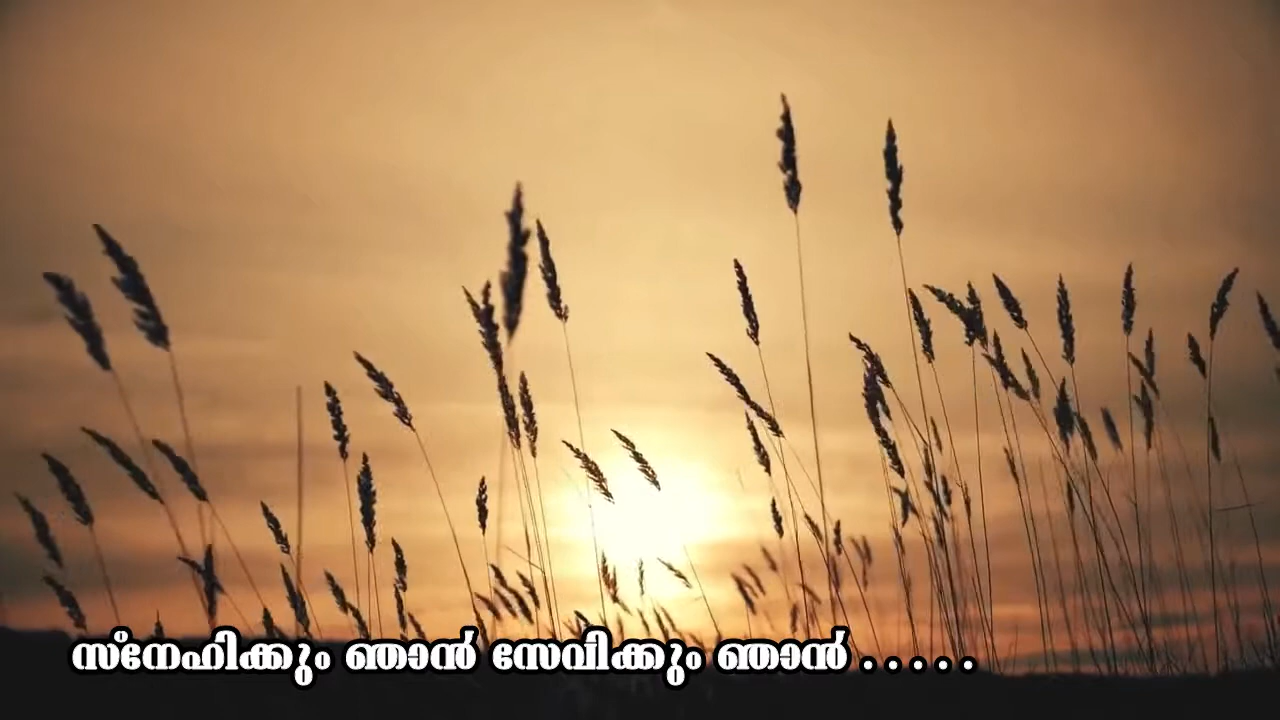 സ്നേഹിക്കും ഞാൻ സേവിക്കും ഞാൻ . . . . .